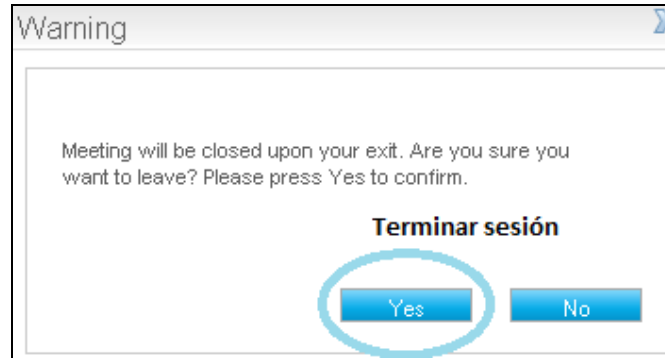 Warning
Meeting will be closed upon your exit. Are you sure you
want to leave? Please press Yes to confirm.
Terminar sesión
Yes No